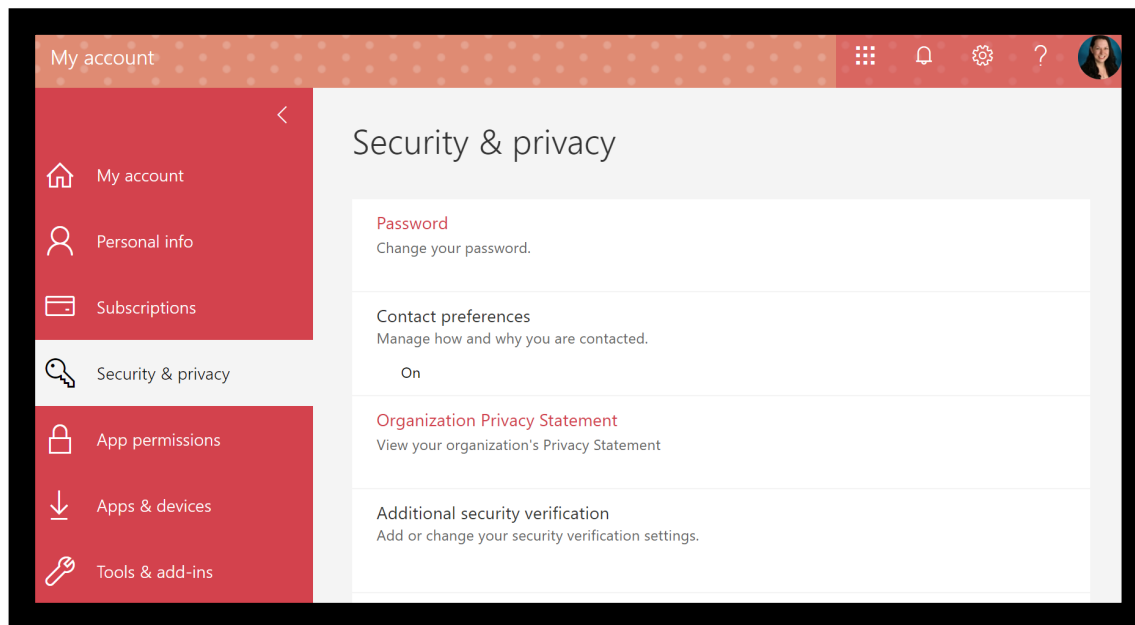 My account
?
My account
Personal info
Subscriptions
Security & privacy
App permissions
Apps & devices
Tools & add-ins
Security & privacy
Password
Change your password.
Contact preferences
Manage how and why you are contacted.
On
Organization Privacy Statement
View your organization's Privacy Statement
Additional security verification
Add or change your security verification settings.